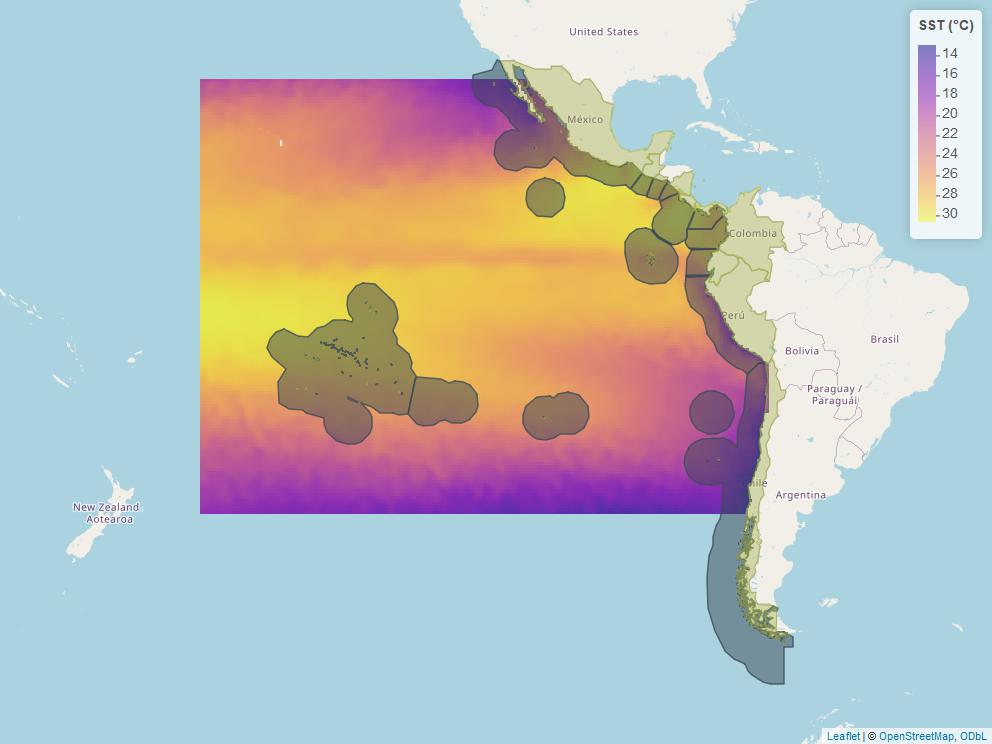 United States
SST (°C)
14
16
18
20
22
24
26
28
30
México
Colombia
Perú
Brasil
Bolivia
Paraguay /
Paraguái
hile
Argentina
New Zealand
Aotearoa
Leaflet | © OpenStreetMap, ODbL